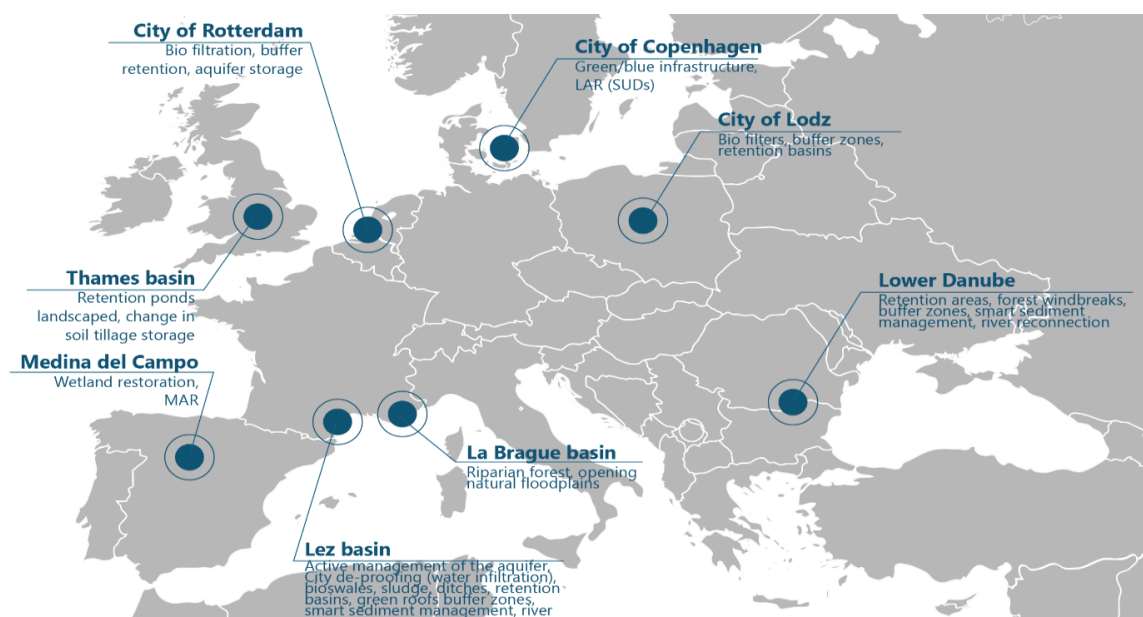 City of Rotterdam
Bio filtration, buffer
retention, aquifer storage
City of Copenhagen
Green/blue infrastructure,
LAR (SUDs)
City of Lodz
Bio filters, buffer zones,
retention basins
Thames basin
Retention ponds
landscaped, change in
soil tillage storage
Lower Danube
Retention areas, forest windbreaks,
buffer zones, smart sediment
management, river reconnection
Medina del Campo
Wetland restoration,
MAR
La Brague basin
Riparian forest, opening
natural floodplains
Lez basin
Active management of the aquifer,
City de-proofing (water infiltration),
bioswales, sludge, ditches, retention
basins, green roofs buffer zones,
smart sediment management, river